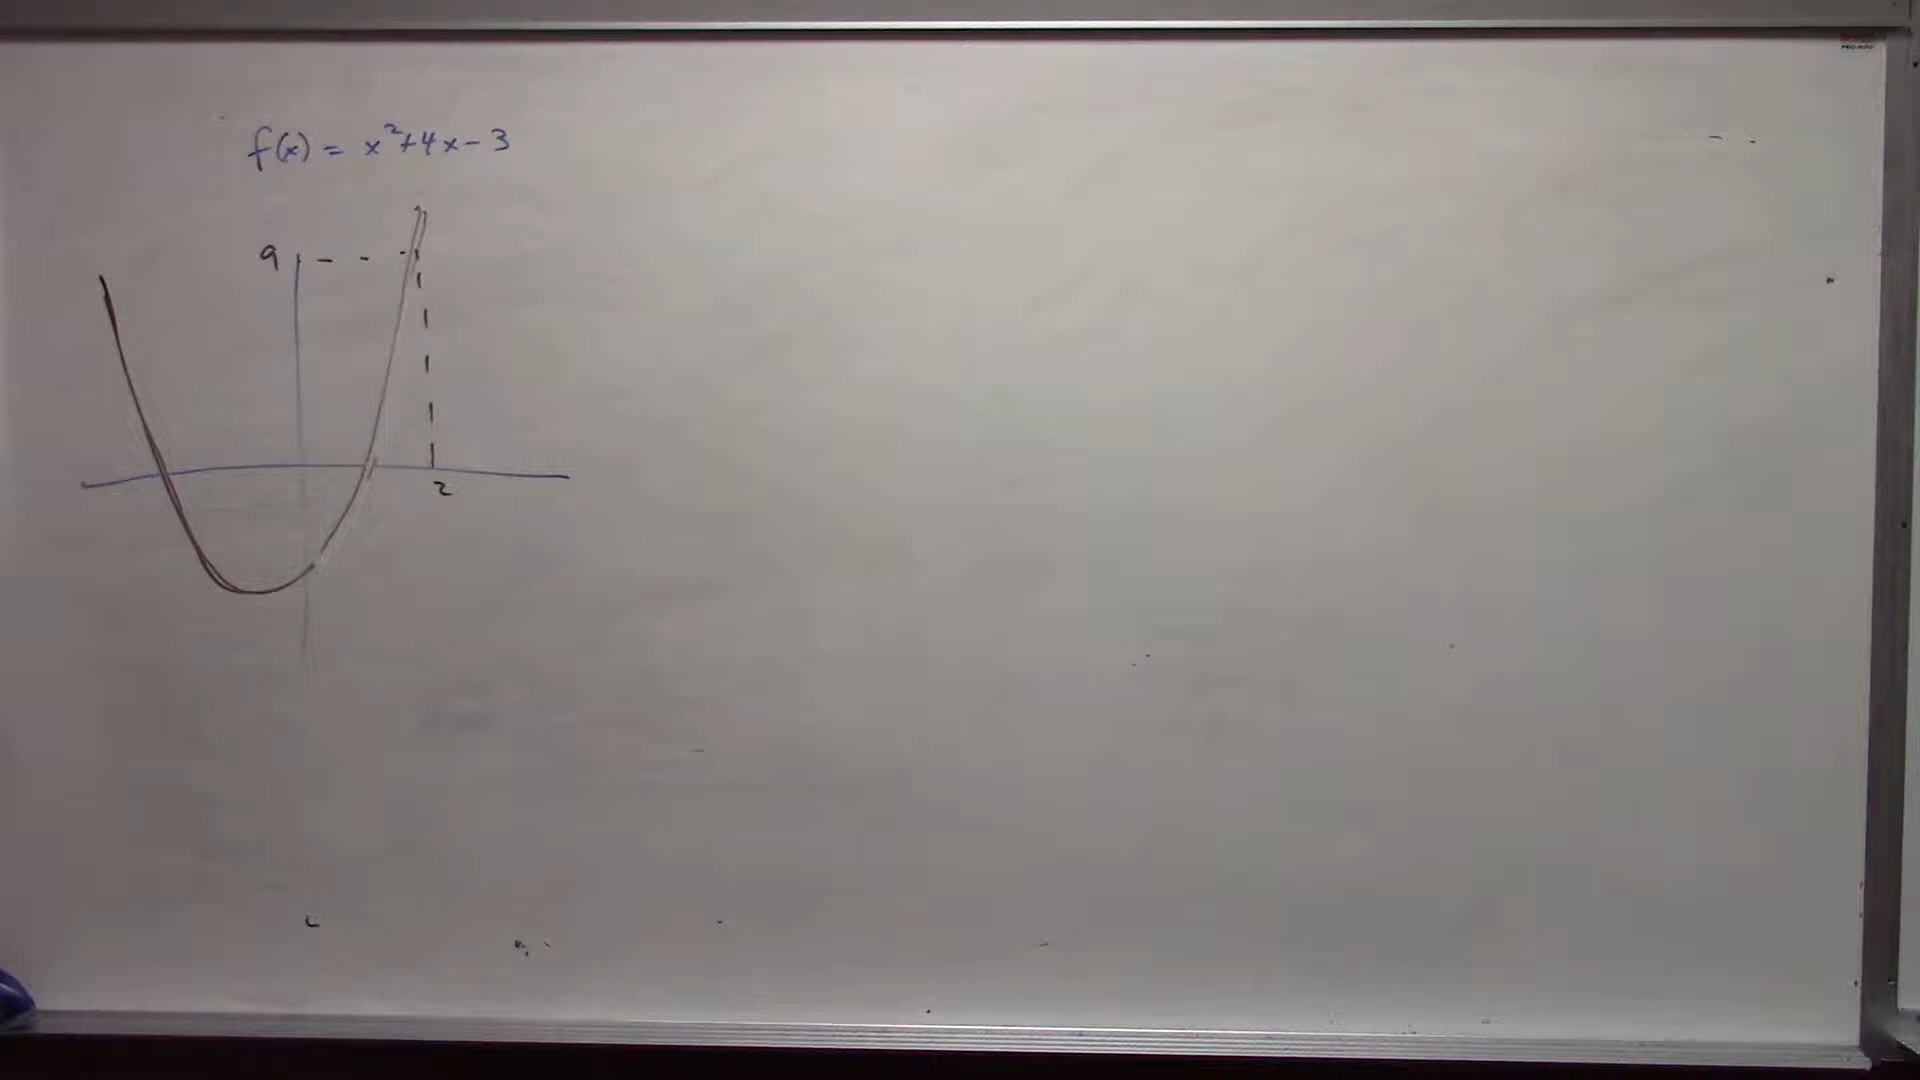 f(x) = x²+4x-3
9
2